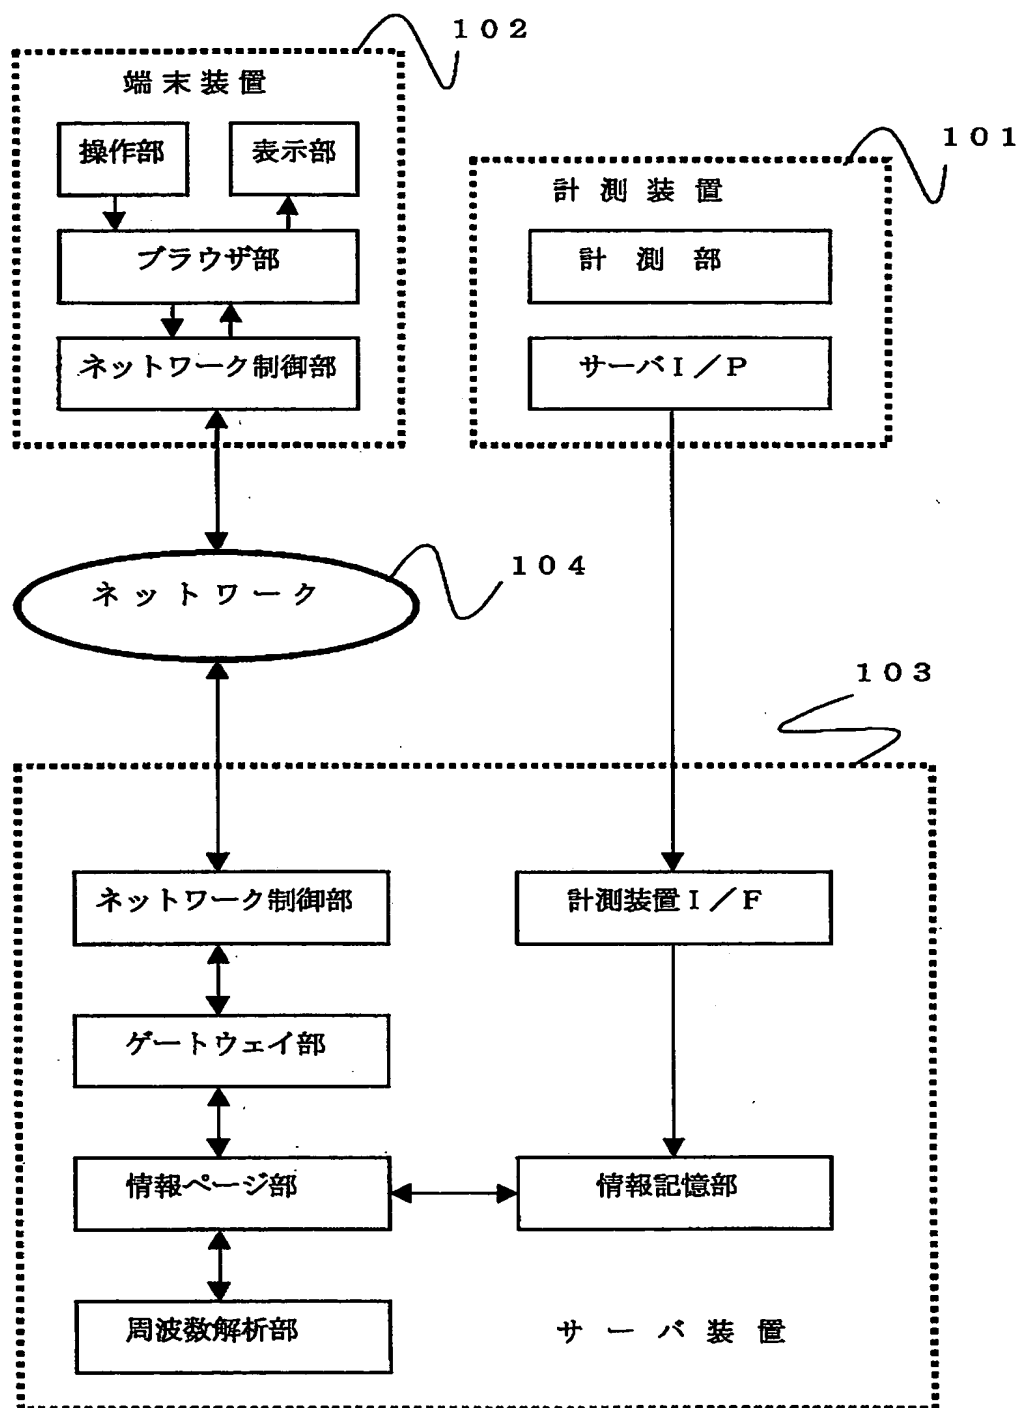 102
端末装置
操作部
表示部
ブラウザ部
ネットワーク制御部
101
計測装置
計測部
サーバI/P
ネットワーク
104
103
ネットワーク制御部
計測装置I/F
ゲートウェイ部
情報ページ部
情報記憶部
周波数解析部
サーバ装置